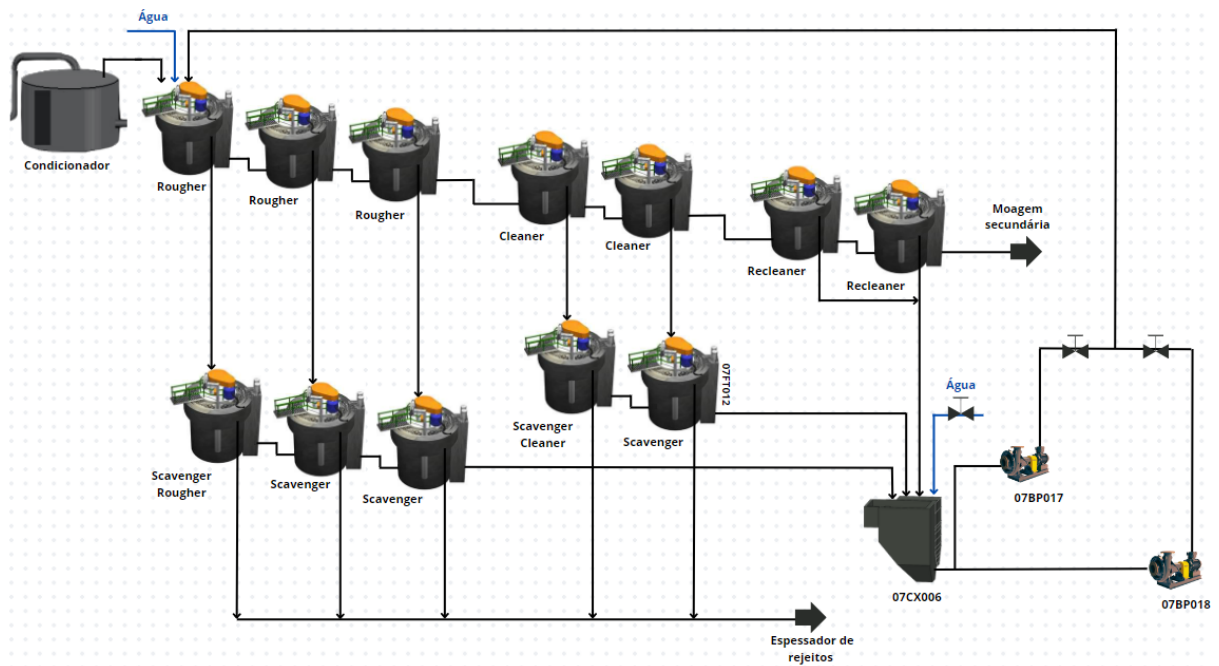 Água
Condicionador
Rougher
Rougher
Rougher
Cleaner
Cleaner
Recleaner
Recleaner
Moagem
secundária
Scavenger
Rougher
Scavenger
Scavenger
Scavenger
Cleaner
Scavenger
07FT012
Água
07BP017
07CX006
07BP018
Espessador de
rejeitos